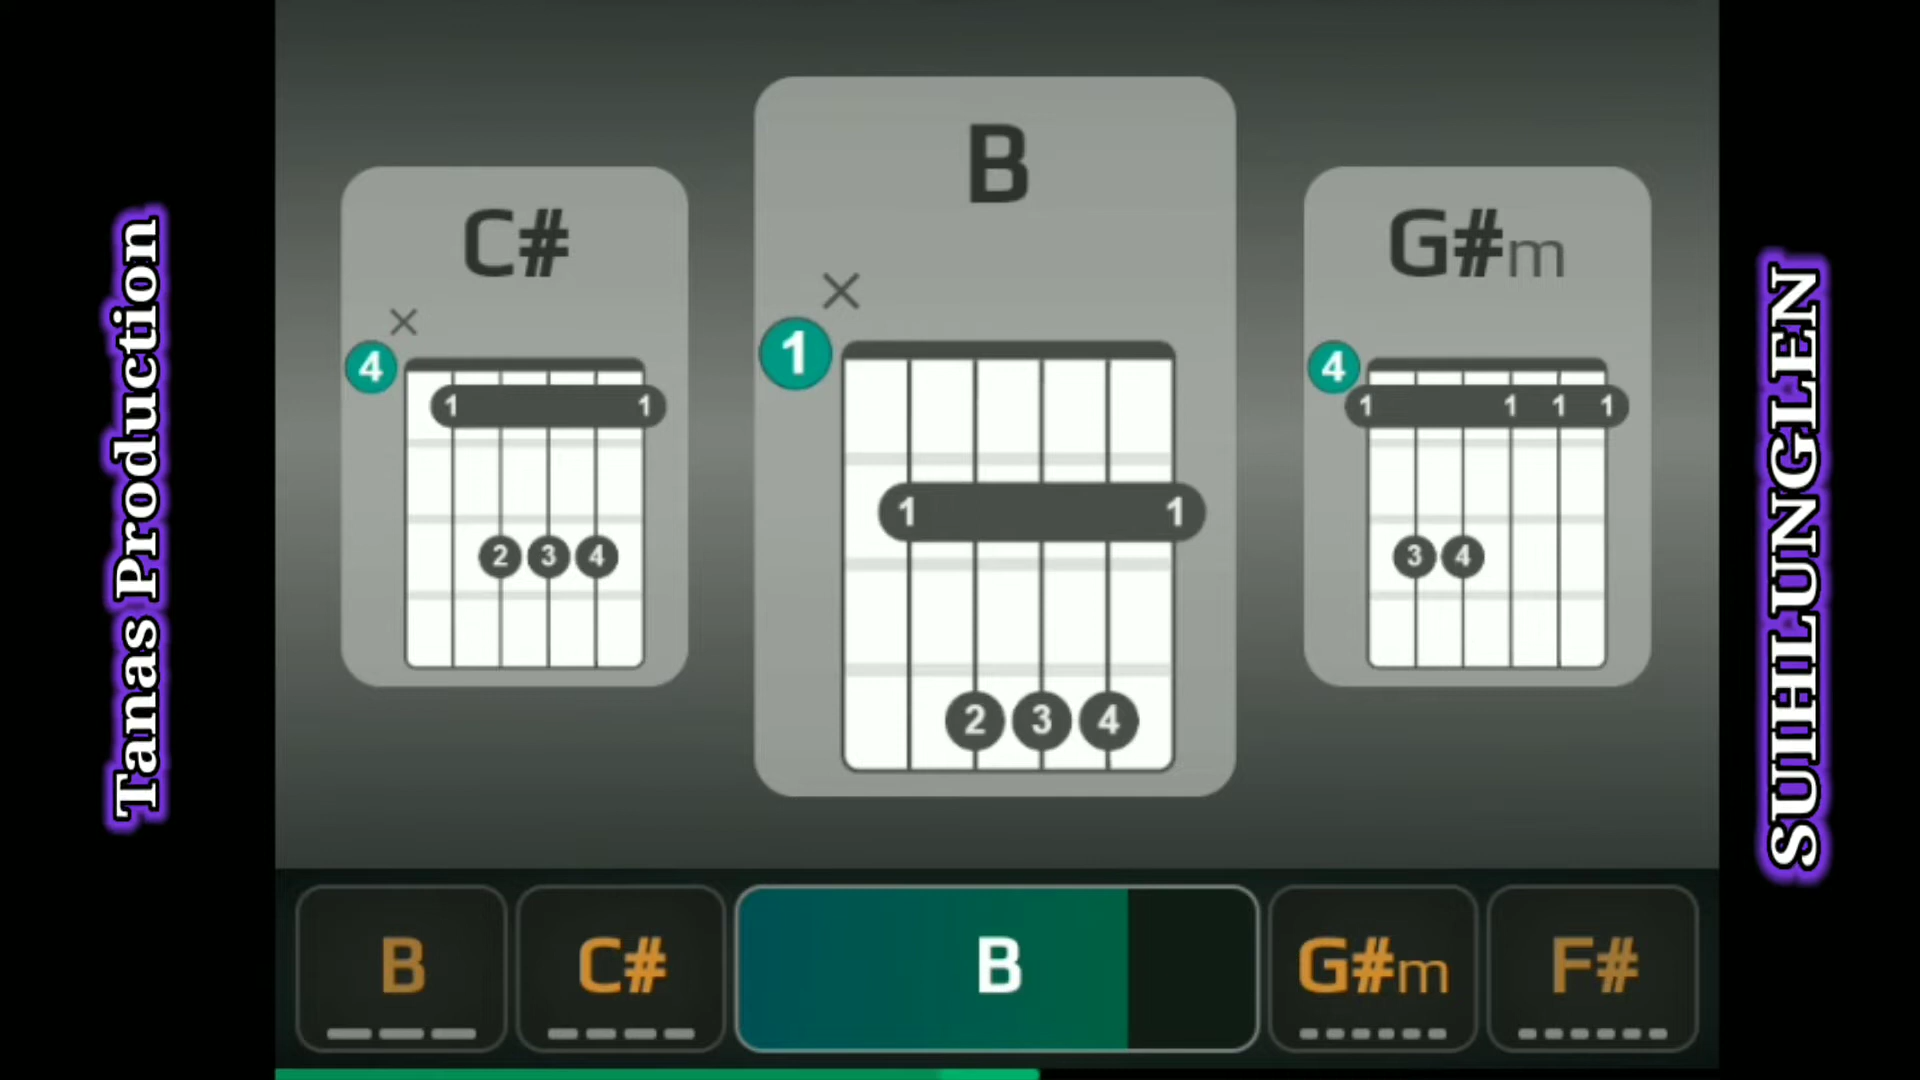 Tanas Production
C#
×
4
1 1
2 3 4
B
×
1
1 1
2 3 4
G#m
4
1 1 1 1
3 4
B C# B G#m F#
SUIHLUNGLEN